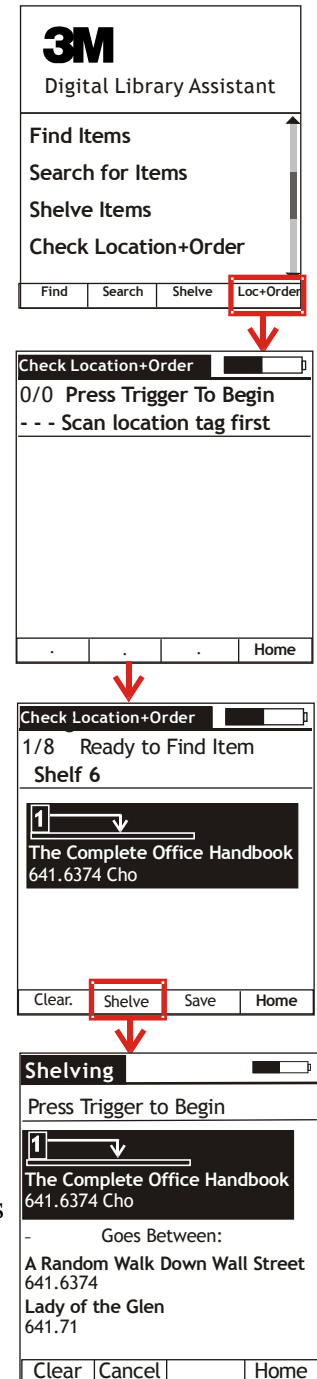 3M
Digital Library Assistant
Find Items
Search for Items
Shelve Items
Check Location+Order
Find Search Shelve Loc+Order
Check Location+Order
0/0 Press Trigger To Begin
- - - Scan location tag first
. . . Home
Check Location+Order
1/8 Ready to Find Item
Shelf 6
1
The Complete Office Handbook
641.6374 Cho
Clear. Shelve Save Home
Shelving
Press Trigger to Begin
1
The Complete Office Handbook
641.6374 Cho
s
- Goes Between:
A Random Walk Down Wall Street
641.6374
Lady of the Glen
641.71
Clear Cancel Home